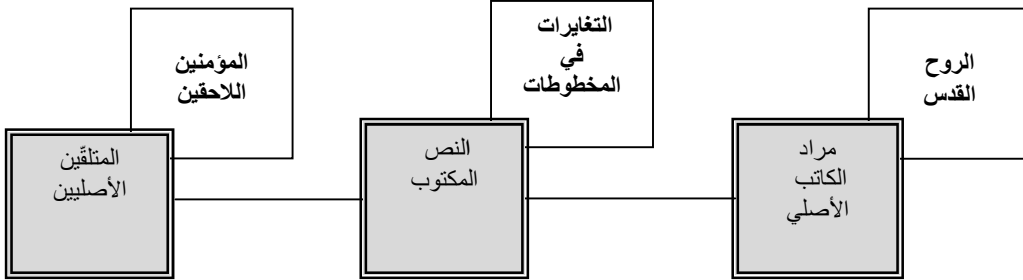 الروح
القدس
مراد
الكاتب
الأصلي
التغايرات
في
المخطوطات
النص
المكتوب
المؤمنين
اللاحقين
المتلقّين
الأصليين